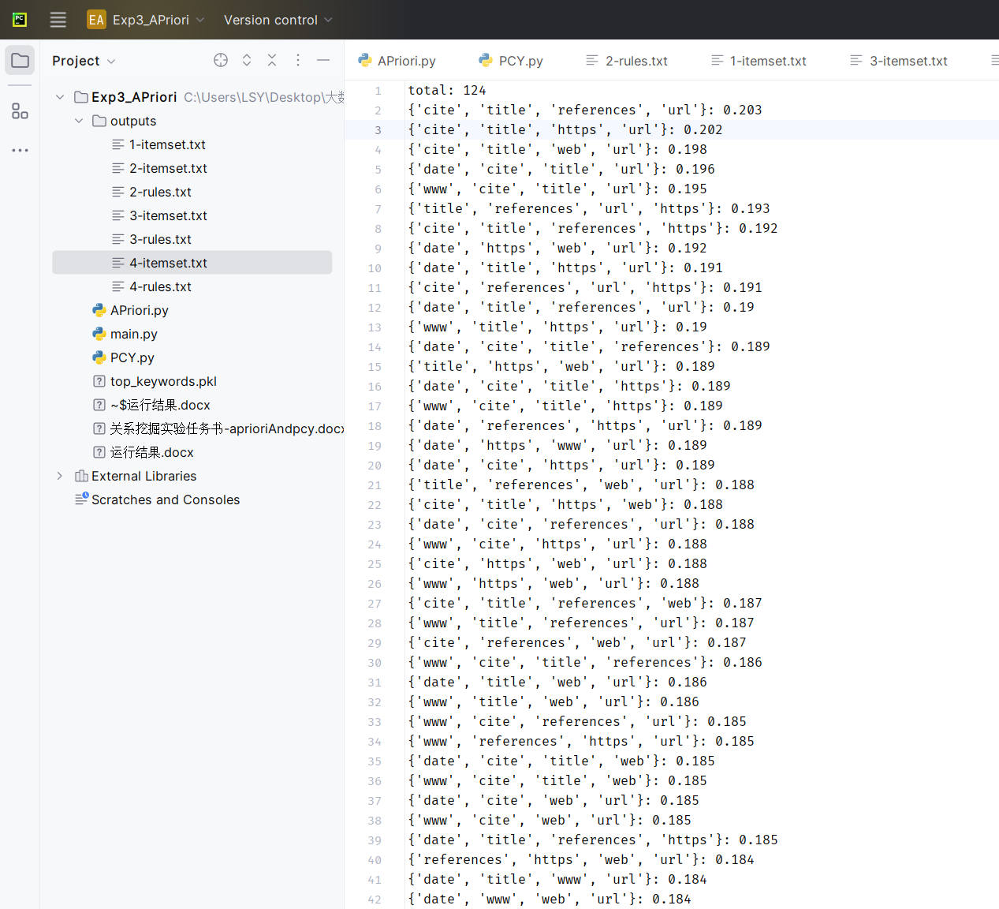 PC
EA Exp3_APriori Version control
Project
APriori.py PCY.py 2-rules.txt 1-itemset.txt 3-itemset.txt
Exp3_APriori C:\Users\LSY\Desktop\大数
outputs
1-itemset.txt
2-itemset.txt
2-rules.txt
3-itemset.txt
3-rules.txt
4-itemset.txt
4-rules.txt
APriori.py
main.py
PCY.py
top_keywords.pkl
~$运行结果.docx
关系挖掘实验任务书-aprioriAndpcy.docx
运行结果.docx
External Libraries
Scratches and Consoles
1 total: 124
2 {'cite', 'title', 'references', 'url'}: 0.203
3 {'cite', 'title', 'https', 'url'}: 0.202
4 {'cite', 'title', 'web', 'url'}: 0.198
5 {'date', 'cite', 'title', 'url'}: 0.196
6 {'www', 'cite', 'title', 'url'}: 0.195
7 {'title', 'references', 'url', 'https'}: 0.193
8 {'cite', 'title', 'references', 'https'}: 0.192
9 {'date', 'https', 'web', 'url'}: 0.192
10 {'date', 'title', 'https', 'url'}: 0.191
11 {'cite', 'references', 'url', 'https'}: 0.191
12 {'date', 'title', 'references', 'url'}: 0.19
13 {'www', 'title', 'https', 'url'}: 0.19
14 {'date', 'cite', 'title', 'references'}: 0.189
15 {'title', 'https', 'web', 'url'}: 0.189
16 {'date', 'cite', 'title', 'https'}: 0.189
17 {'www', 'cite', 'title', 'https'}: 0.189
18 {'date', 'references', 'https', 'url'}: 0.189
19 {'date', 'https', 'www', 'url'}: 0.189
20 {'date', 'cite', 'https', 'url'}: 0.189
21 {'title', 'references', 'web', 'url'}: 0.188
22 {'cite', 'title', 'https', 'web'}: 0.188
23 {'date', 'cite', 'references', 'url'}: 0.188
24 {'www', 'cite', 'https', 'url'}: 0.188
25 {'cite', 'https', 'web', 'url'}: 0.188
26 {'www', 'https', 'web', 'url'}: 0.188
27 {'cite', 'title', 'references', 'web'}: 0.187
28 {'www', 'title', 'references', 'url'}: 0.187
29 {'cite', 'references', 'web', 'url'}: 0.187
30 {'www', 'cite', 'title', 'references'}: 0.186
31 {'date', 'title', 'web', 'url'}: 0.186
32 {'www', 'title', 'web', 'url'}: 0.186
33 {'www', 'cite', 'references', 'url'}: 0.185
34 {'www', 'references', 'https', 'url'}: 0.185
35 {'date', 'cite', 'title', 'web'}: 0.185
36 {'www', 'cite', 'title', 'web'}: 0.185
37 {'date', 'cite', 'web', 'url'}: 0.185
38 {'www', 'cite', 'web', 'url'}: 0.185
39 {'date', 'title', 'references', 'https'}: 0.185
40 {'references', 'https', 'web', 'url'}: 0.184
41 {'date', 'title', 'www', 'url'}: 0.184
42 {'date', 'www', 'web', 'url'}: 0.184